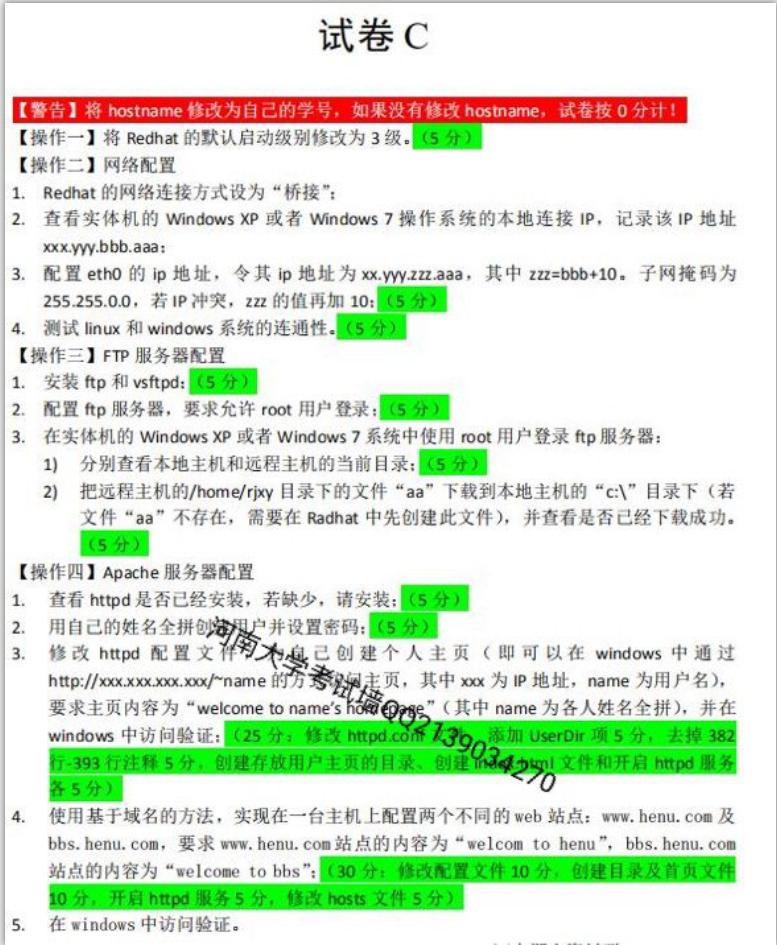 试卷 C
【警告】将 hostname 修改为自己的学号，如果没有修改 hostname，试卷按 0 分计！
【操作一】将 Redhat 的默认启动级别修改为 3 级。（5 分）
【操作二】网络配置
1. Redhat 的网络连接方式设为“桥接”；
2. 查看实体机的 Windows XP 或者 Windows 7 操作系统的本地连接 IP，记录该 IP 地址
xxx.yyy.bbb.aaa；
3. 配置 eth0 的 ip 地址，令其 ip 地址为 xx.yyy.zzz.aaa，其中 zzz=bbb+10。子网掩码为
255.255.0.0，若 IP 冲突，zzz 的值再加 10；（5 分）
4. 测试 linux 和 windows 系统的连通性。（5 分）
【操作三】FTP 服务器配置
1. 安装 ftp 和 vsftpd；（5 分）
2. 配置 ftp 服务器，要求允许 root 用户登录；（5 分）
3. 在实体机的 Windows XP 或者 Windows 7 系统中使用 root 用户登录 ftp 服务器：
1) 分别查看本地主机和远程主机的当前目录；（5 分）
2) 把远程主机的/home/rjxy 目录下的文件“aa”下载到本地主机的“c:\”目录下（若
文件“aa”不存在，需要在 Radhat 中先创建此文件），并查看是否已经下载成功。
（5 分）
【操作四】Apache 服务器配置
1. 查看 httpd 是否已经安装，若缺少，请安装；（5 分）
2. 用自己的姓名全拼创建用户并设置密码；（5 分）
3. 修改 httpd 配置文件，为自己创建个人主页（即可以在 windows 中通过
http://xxx.xxx.xxx.xxx/~name 的方式访问主页，其中 xxx 为 IP 地址，name 为用户名），
要求主页内容为“welcome to name's homepage”（其中 name 为各人姓名全拼），并在
windows 中访问验证；（25 分：修改 httpd.conf 文件，添加 UserDir 项 5 分，去掉 382
行-393 行注释 5 分，创建存放用户主页的目录、创建 index.html 文件和开启 httpd 服务
各 5 分）
4. 使用基于域名的方法，实现在一台主机上配置两个不同的 web 站点：www.henu.com 及
bbs.henu.com，要求 www.henu.com 站点的内容为“welcom to henu”，bbs.henu.com
站点的内容为“welcome to bbs”；（30 分：修改配置文件 10 分，创建目录及首页文件
10 分，开启 httpd 服务 5 分，修改 hosts 文件 5 分）
5. 在 windows 中访问验证。
河南大学考试墙QQ2139034270